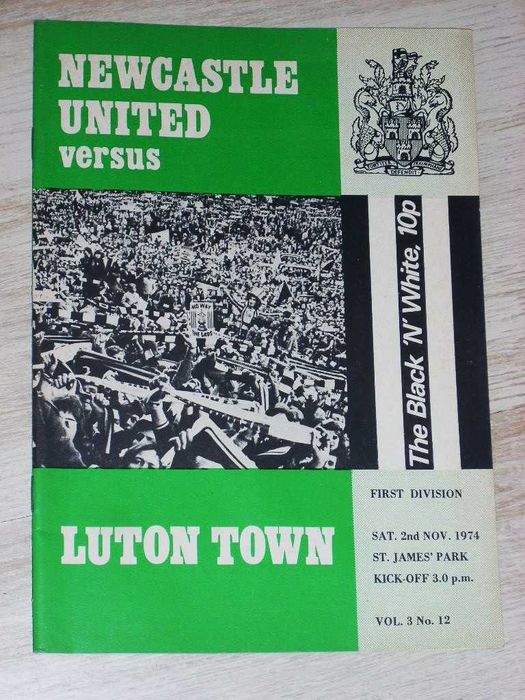 NEWCASTLE
UNITED
versus
DEFENDIT
The Black 'N' White, 10p
LUTON TOWN
FIRST DIVISION
SAT. 2nd NOV. 1974
ST. JAMES' PARK
KICK-OFF 3.0 p.m.
VOL. 3 No. 12